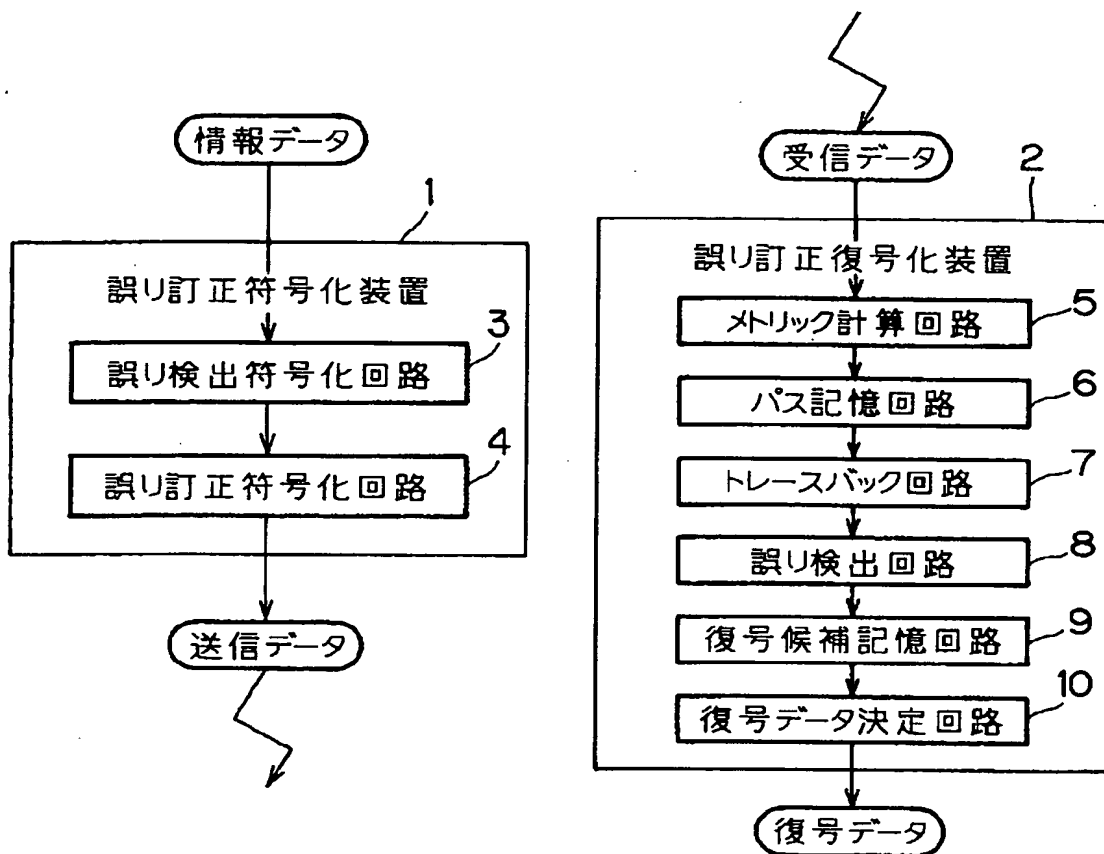 情報データ
1
誤り訂正符号化装置
3
誤り検出符号化回路
4
誤り訂正符号化回路
送信データ
受信データ
2
誤り訂正復号化装置
5
メトリック計算回路
6
パス記憶回路
7
トレースバック回路
8
誤り検出回路
9
復号候補記憶回路
10
復号データ決定回路
復号データ